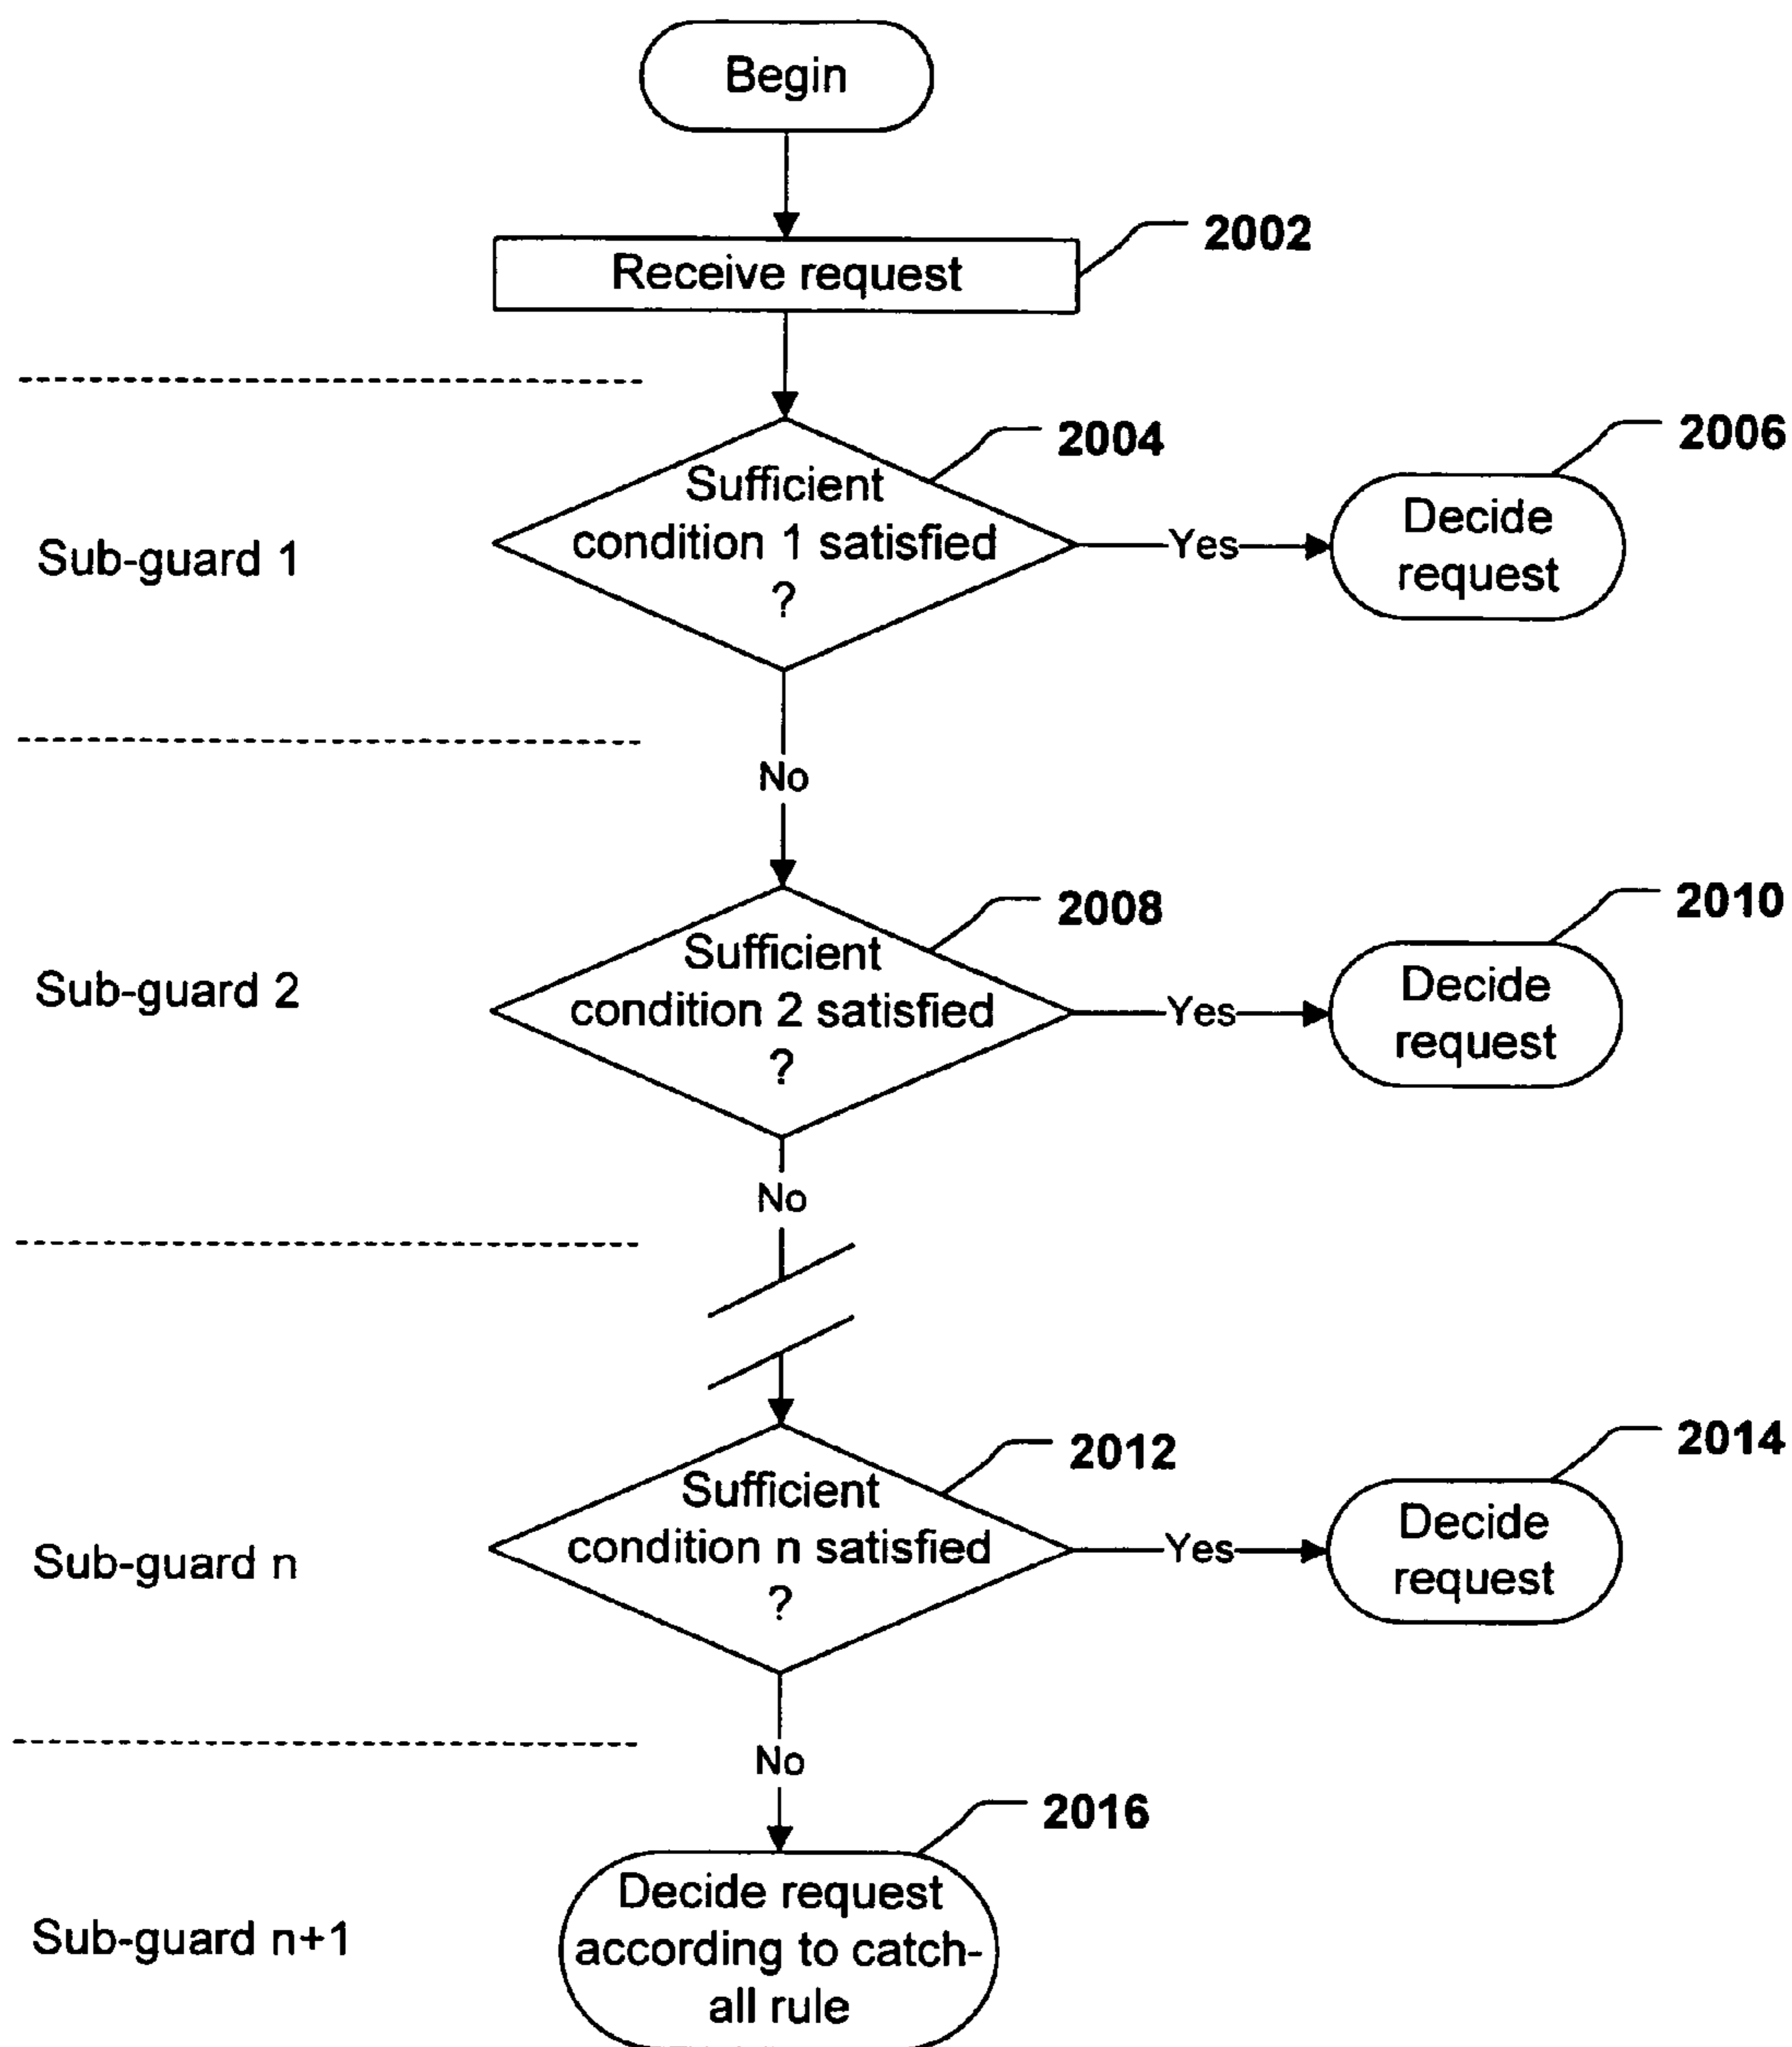 Begin
2002
Receive request
2004
2006
Sufficient
condition 1 satisfied
?
Yes
Decide
request
Sub-guard 1
No
2008
2010
Sufficient
condition 2 satisfied
?
Yes
Decide
request
Sub-guard 2
No
2012
2014
Sufficient
condition n satisfied
?
Yes
Decide
request
Sub-guard n
No
2016
Decide request
according to catch-
all rule
Sub-guard n+1